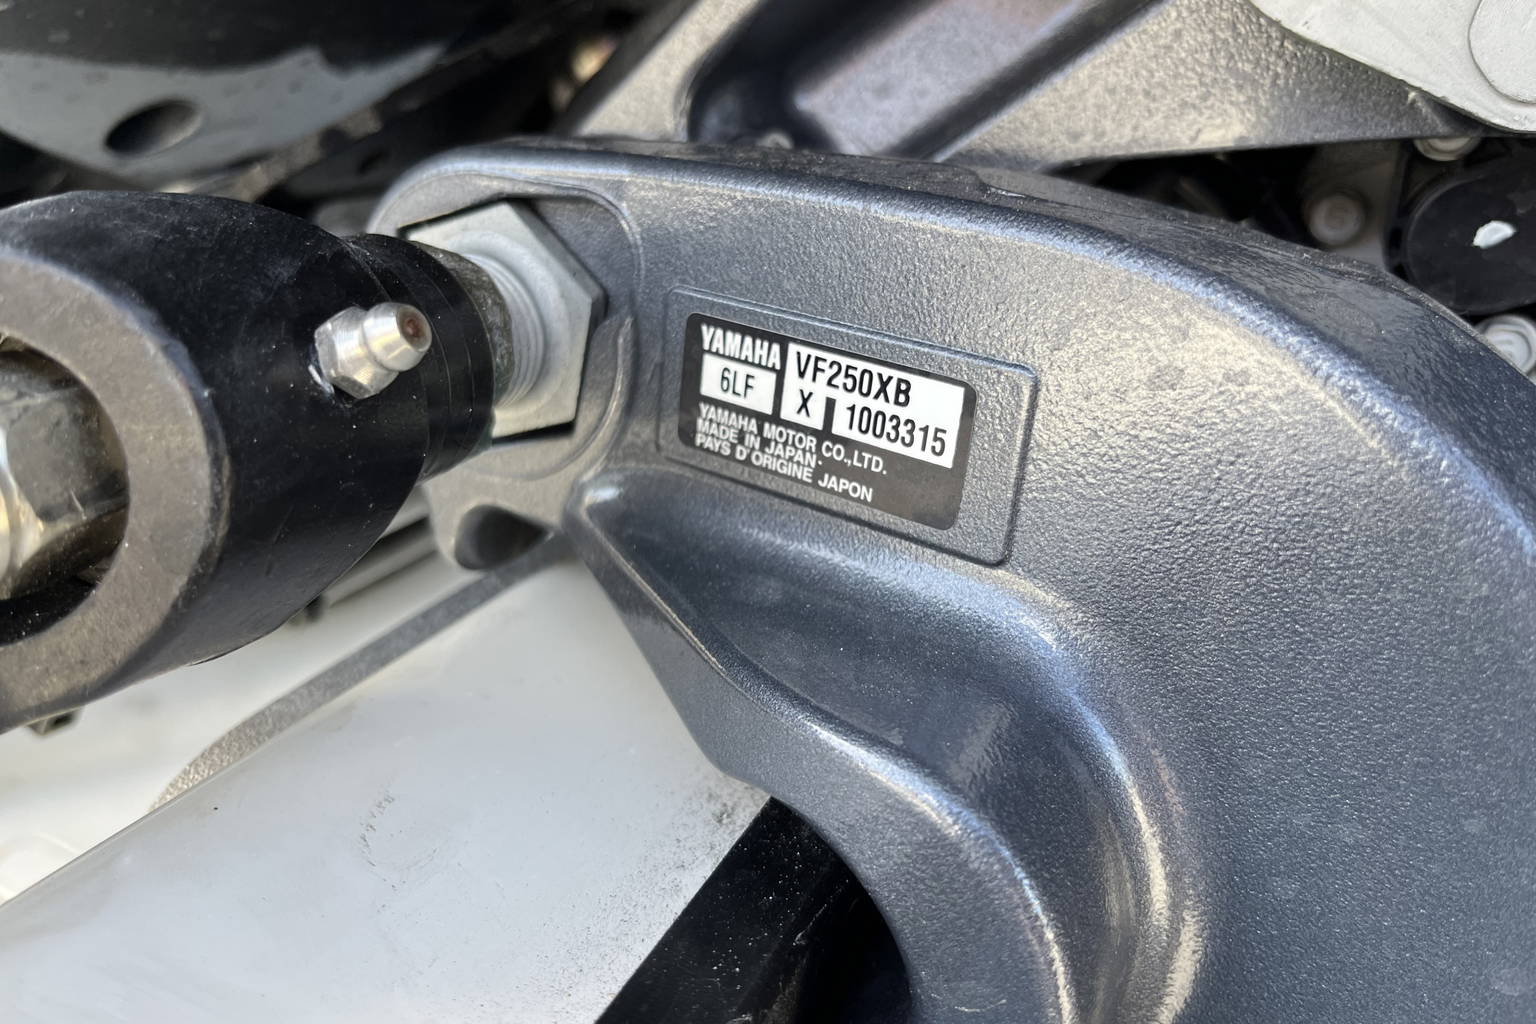 YAMAHA VF250XB
6LF X 1003315
YAMAHA MOTOR CO.,LTD.
MADE IN JAPAN.
PAYS D'ORIGINE JAPON